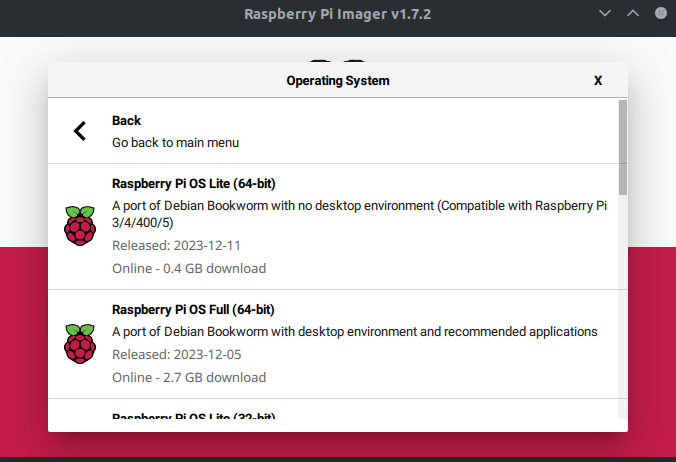 Raspberry Pi Imager v1.7.2
Operating System
X
Back
Go back to main menu
Raspberry Pi OS Lite (64-bit)
A port of Debian Bookworm with no desktop environment (Compatible with Raspberry Pi
3/4/400/5)
Released: 2023-12-11
Online - 0.4 GB download
Raspberry Pi OS Full (64-bit)
A port of Debian Bookworm with desktop environment and recommended applications
Released: 2023-12-05
Online - 2.7 GB download
Raspberry Pi OS Lite (32-bit)